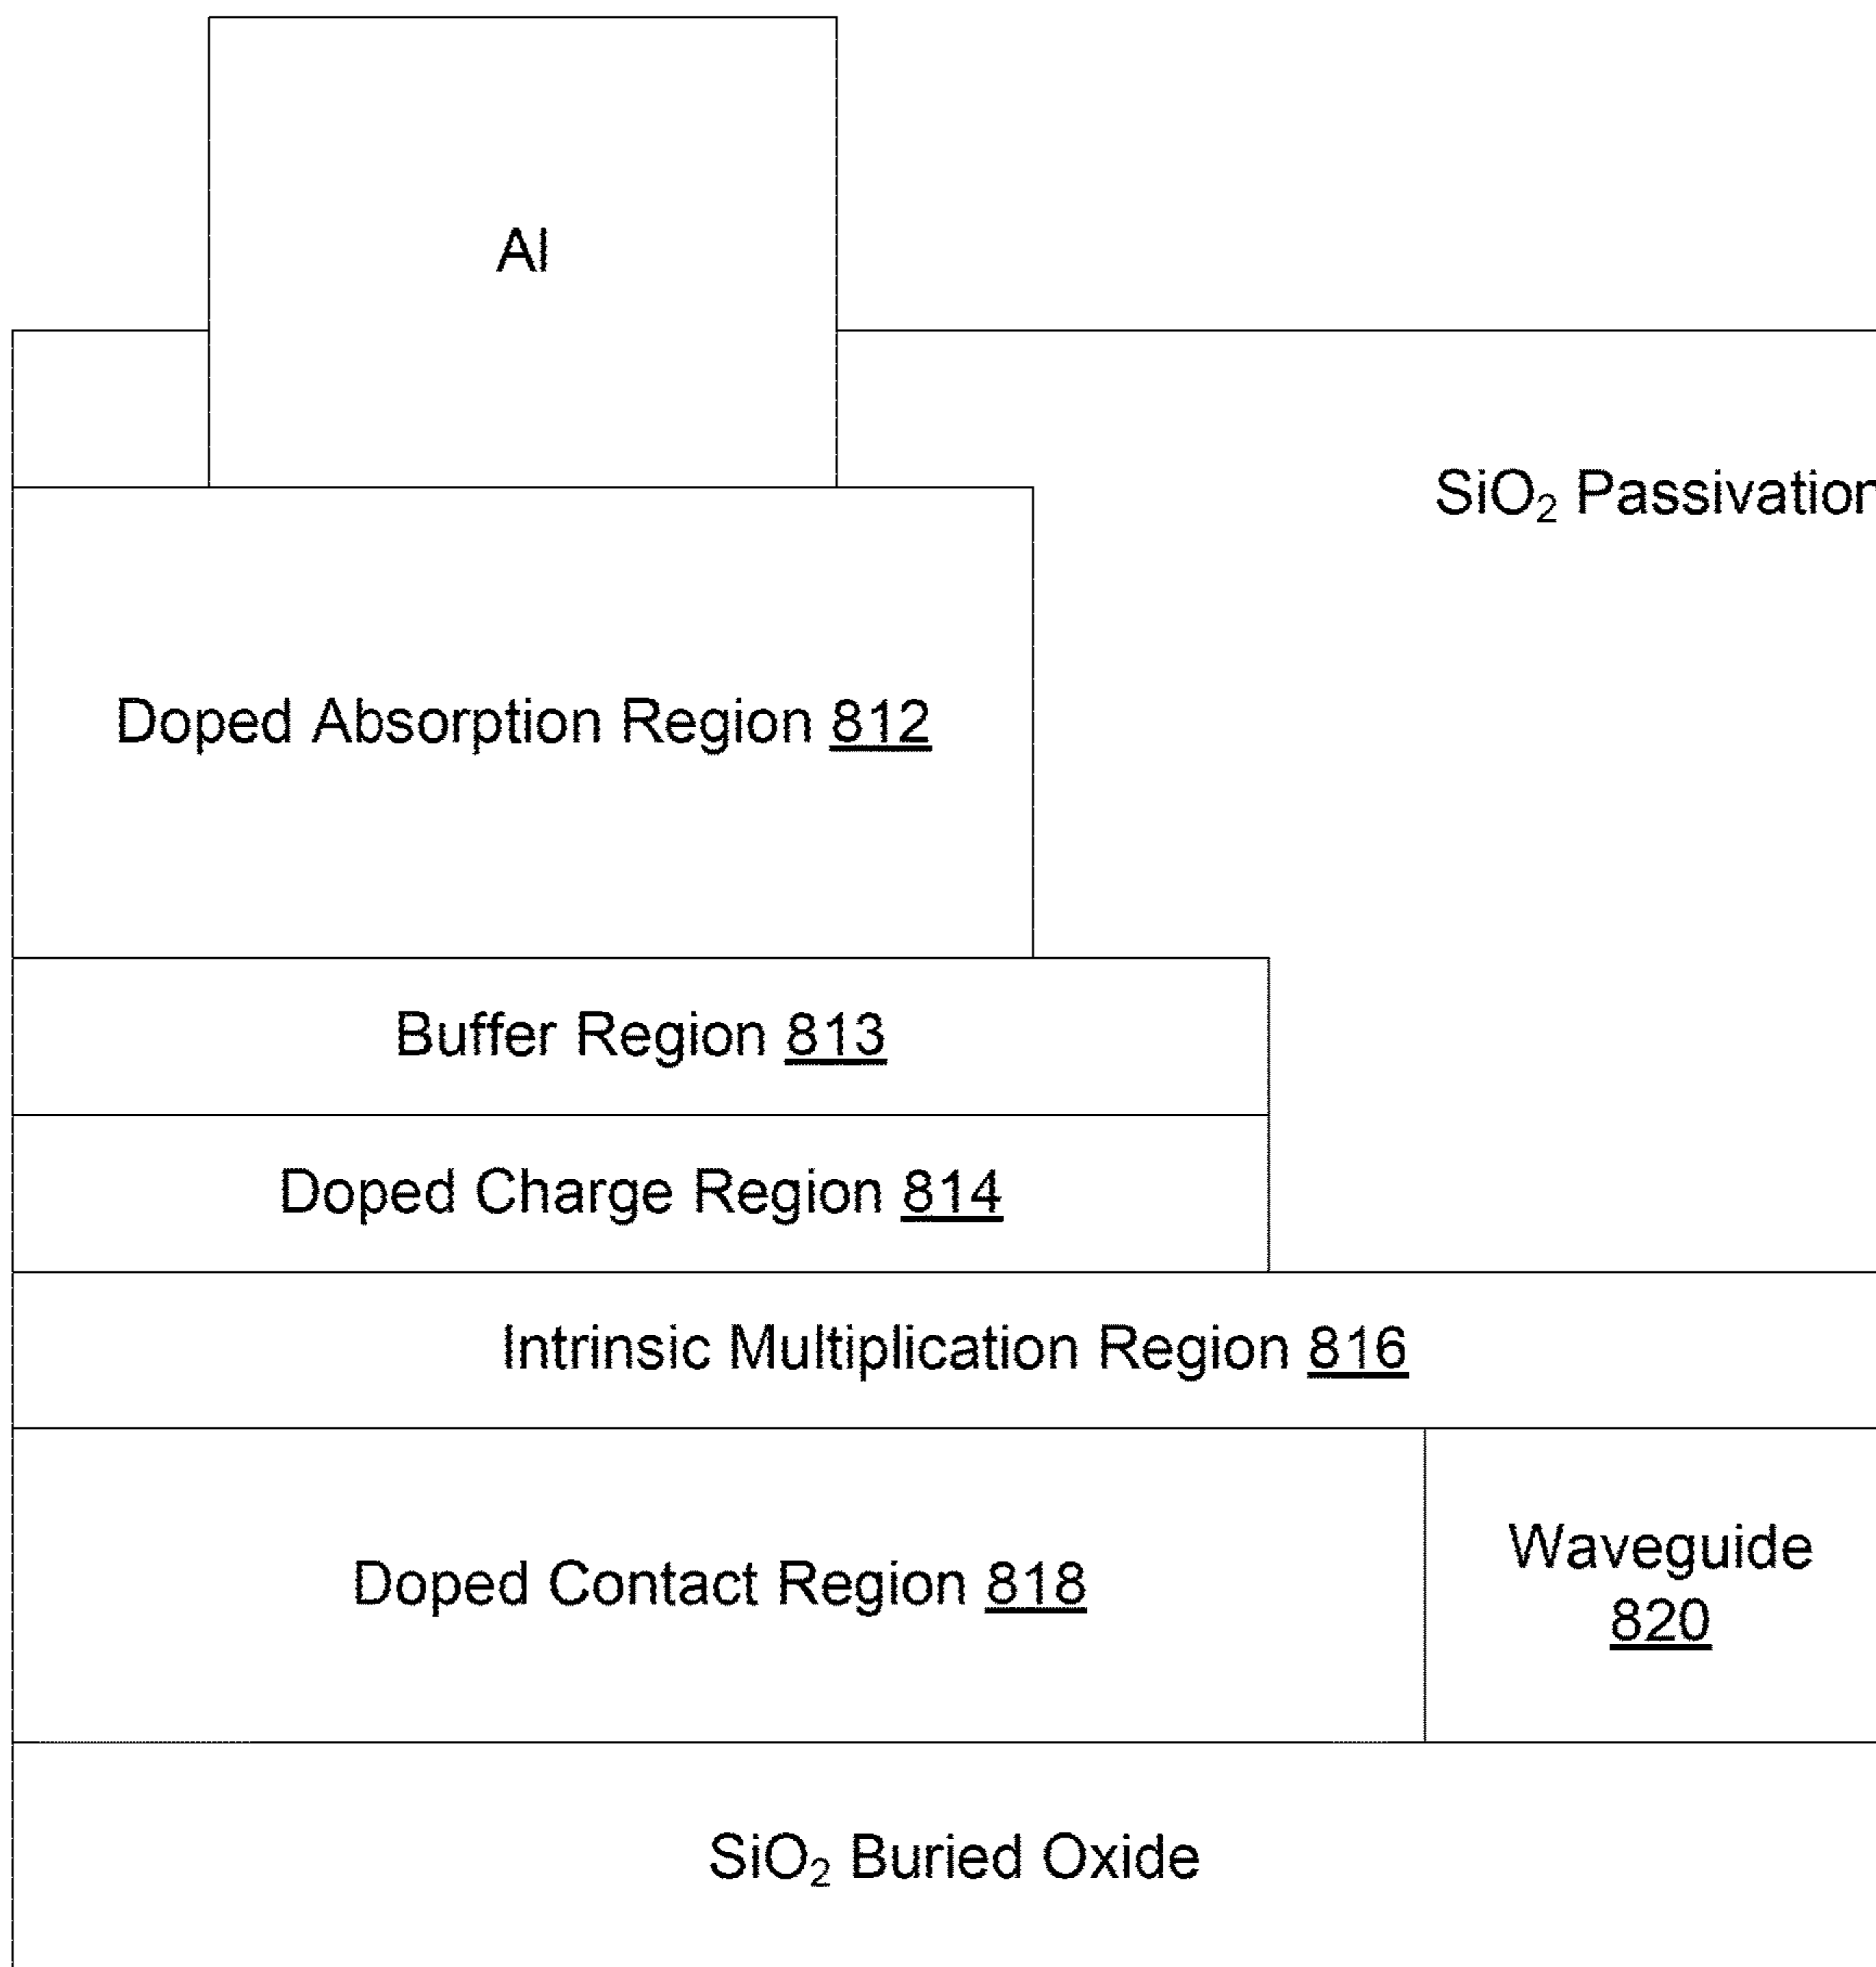 Al
SiO₂ Passivation
Doped Absorption Region 812
Buffer Region 813
Doped Charge Region 814
Intrinsic Multiplication Region 816
Doped Contact Region 818
Waveguide
820
SiO₂ Buried Oxide